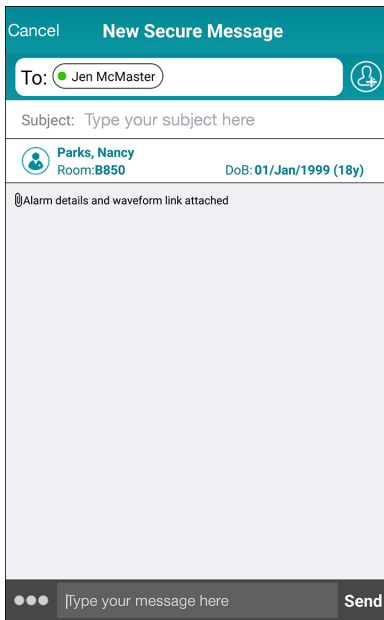 Cancel New Secure Message
To: Jen McMaster
Subject: Type your subject here
Parks, Nancy
Room:B850 DoB: 01/Jan/1999 (18y)
Alarm details and waveform link attached
Type your message here Send